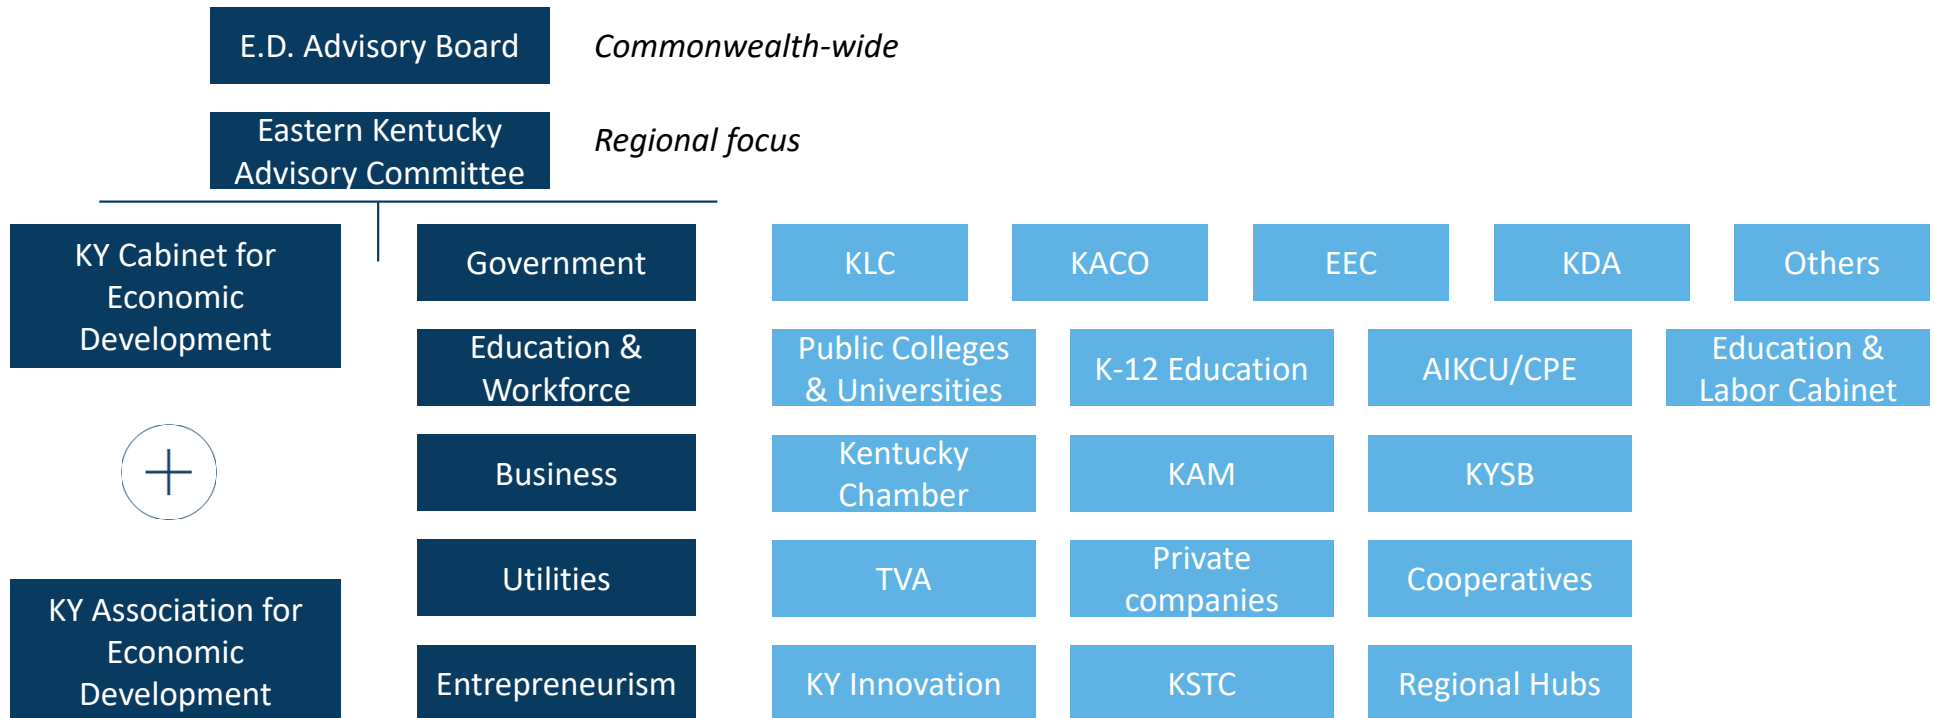 E.D. Advisory Board
Commonwealth-wide
Eastern Kentucky
Advisory Committee
Regional focus
KY Cabinet for
Economic
Development
KY Association for
Economic
Development
Government
KLC
KACO
EEC
KDA
Others
Education &
Workforce
Public Colleges
& Universities
K-12 Education
AIKCU/CPE
Education &
Labor Cabinet
Business
Kentucky
Chamber
KAM
KYSB
Utilities
TVA
Private
companies
Cooperatives
Entrepreneurism
KY Innovation
KSTC
Regional Hubs